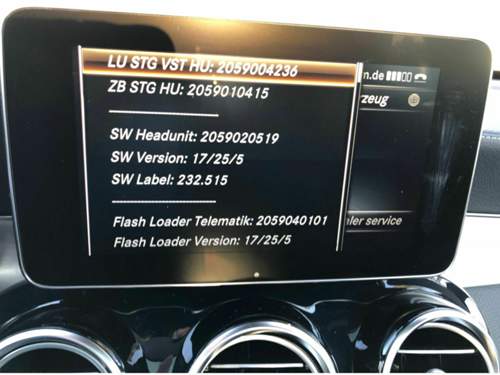 LU STG VST HU: 2059004236
ZB STG HU: 2059010415
SW Headunit: 2059020519
SW Version: 17/25/5
SW Label: 232.515
Flash Loader Telematik: 2059040101
Flash Loader Version: 17/25/5
n.de
rzeug
ler service